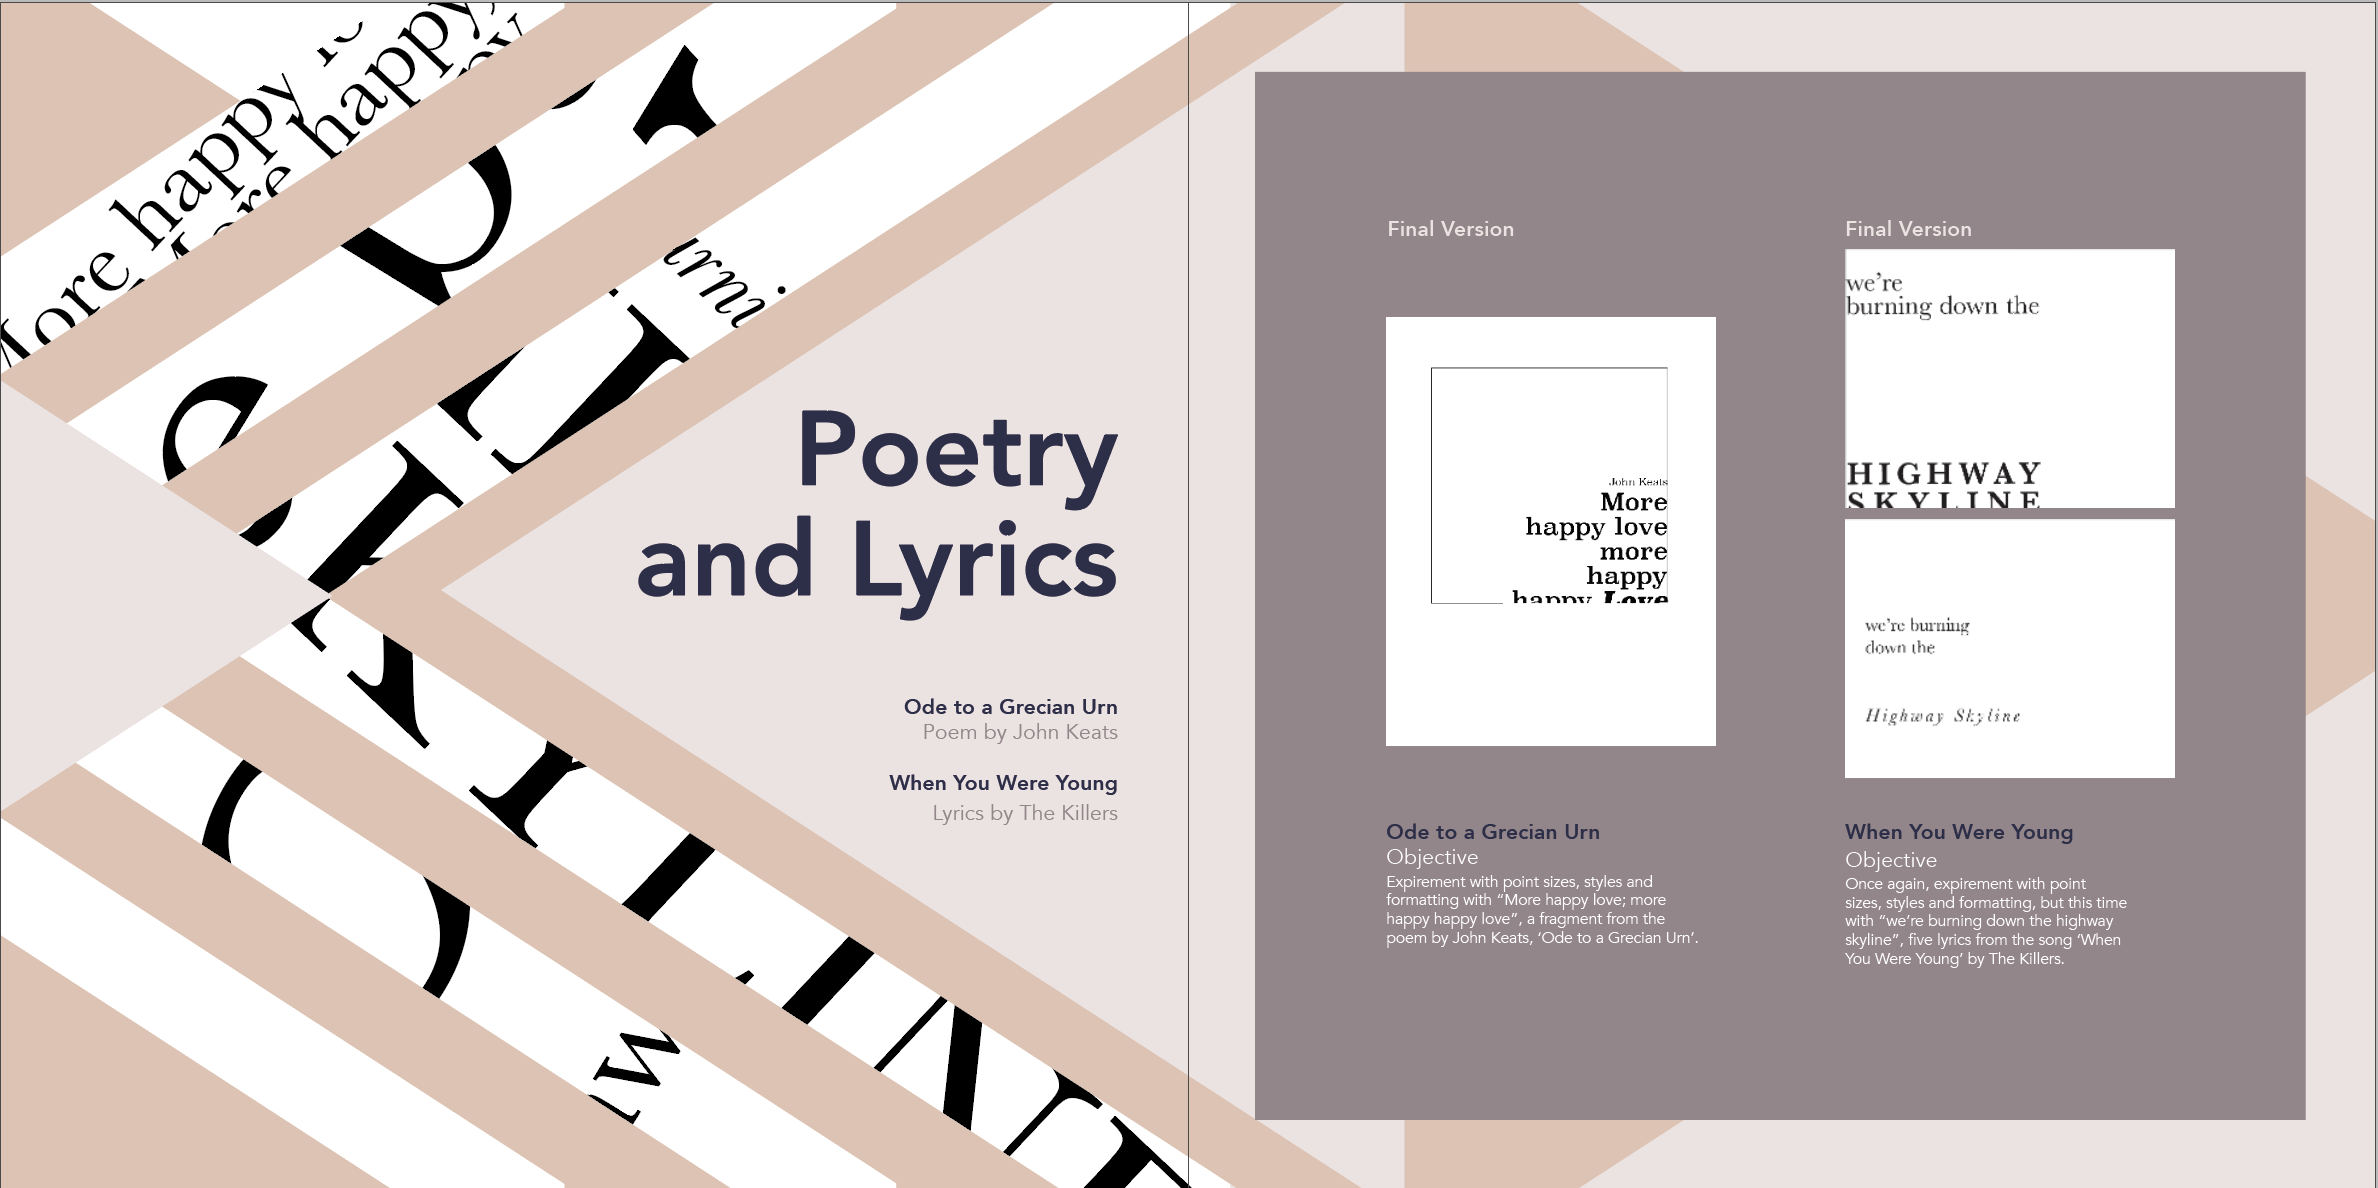 More happy lo
More happy,
More
py
e
b
y
urni
SKYLINE
w
Poetry
and Lyrics
Ode to a Grecian Urn
Poem by John Keats
When You Were Young
Lyrics by The Killers
Final Version
John Keats
More
happy love
more
happy
happy Love
Ode to a Grecian Urn
Objective
Expirement with point sizes, styles and
formatting with “More happy love; more
happy happy love”, a fragment from the
poem by John Keats, ‘Ode to a Grecian Urn’.
Final Version
we’re
burning down the
HIGHWAY
SKYLINE
we’re burning
down the
Highway Skyline
When You Were Young
Objective
Once again, expirement with point
sizes, styles and formatting, but this time
with “we’re burning down the highway
skyline”, five lyrics from the song ‘When
You Were Young’ by The Killers.